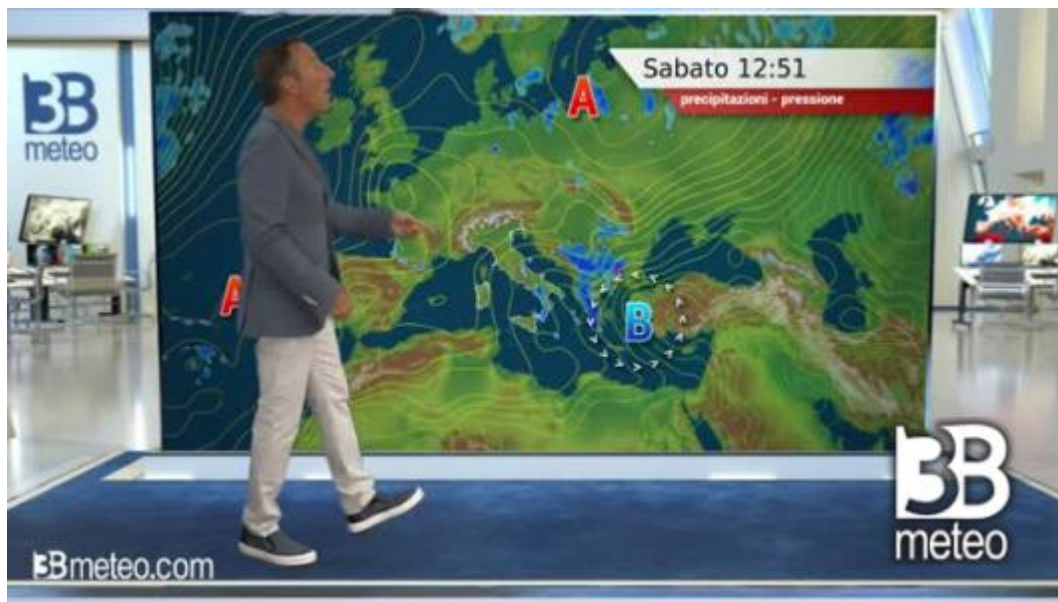 3B
meteo
Sabato 12:51
precipitazioni - pressione
A
A
B
3B
meteo
3Bmeteo.com